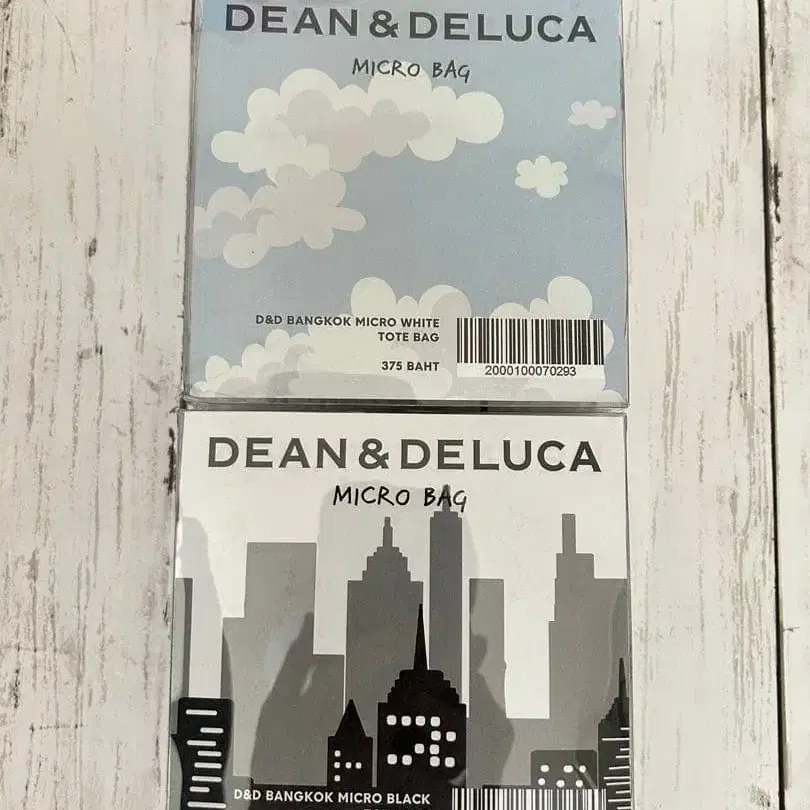 DEAN & DELUCA
MICRO BAG
D&D BANGKOK MICRO WHITE
TOTE BAG
375 BAHT
2000100070293
DEAN & DELUCA
MICRO BAG
D&D BANGKOK MICRO BLACK